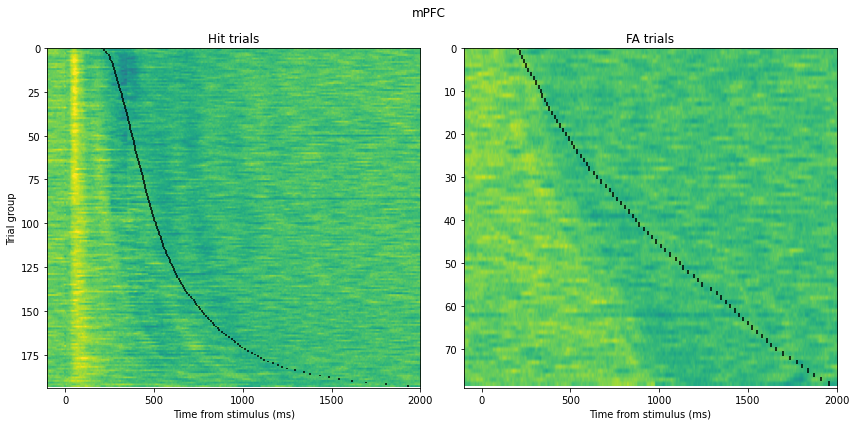 mPFC
Hit trials
FA trials
0
25
50
75
100
125
150
175
Trial group
0
10
20
30
40
50
60
70
0 500 1000 1500 2000
0 500 1000 1500 2000
Time from stimulus (ms)
Time from stimulus (ms)